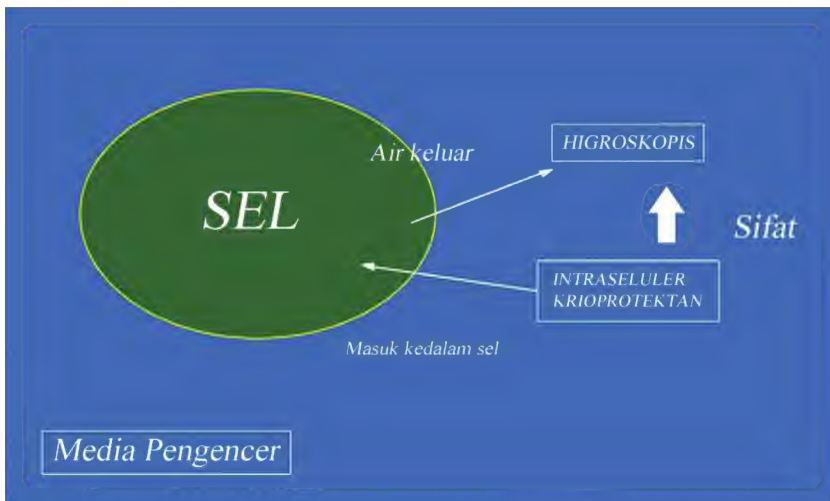 Air keluar
HIGROSKOPIS
SEL
Sifat
INTRASELULER
KRIOPROTEKTAN
Masuk kedalam sel
Media Pengencer